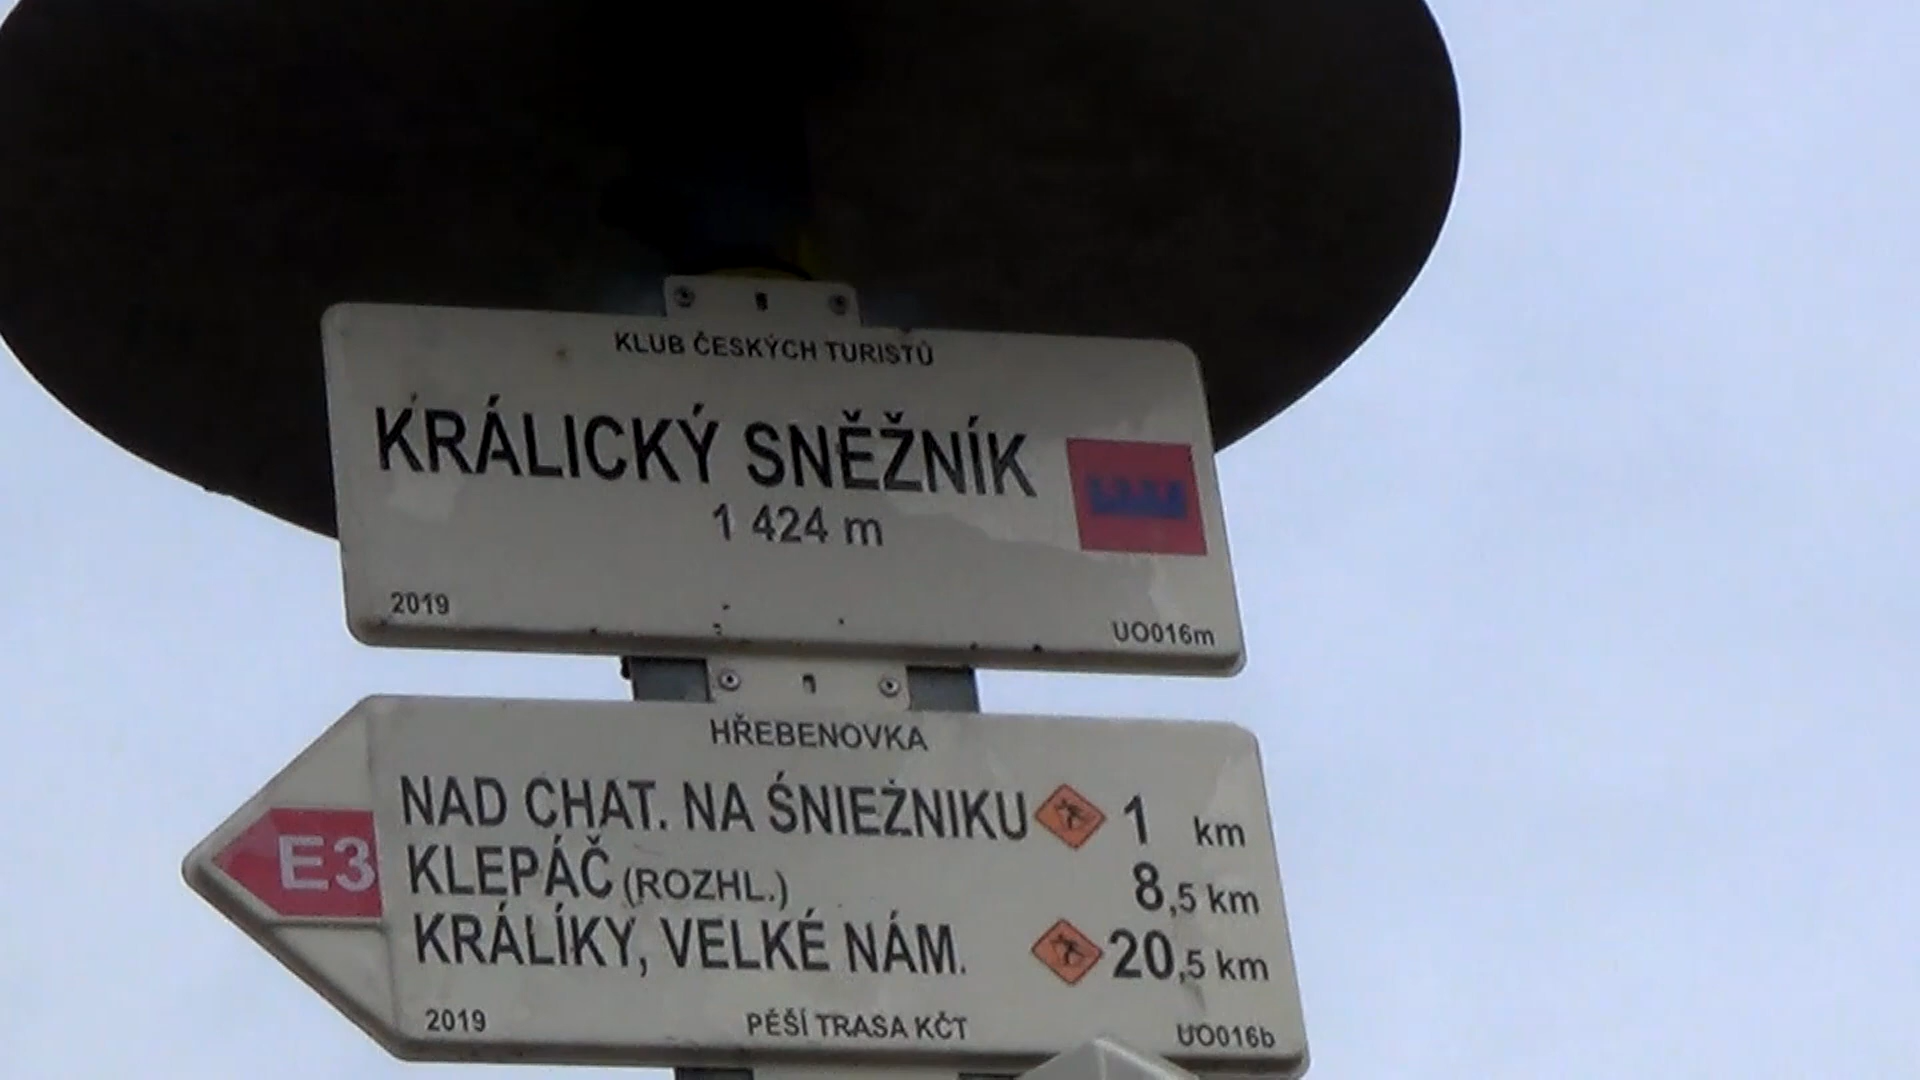 KLUB ČESKÝCH TURISTŮ
KRÁLICKÝ SNĚŽNÍK
1 424 m
2019 UO016m
HŘEBENOVKA
NAD CHAT. NA ŚNIEŻNIKU 1 km
E3
KLEPÁČ (ROZHL.) 8,5 km
KRÁLÍKY, VELKÉ NÁM. 20,5 km
2019 PĚŠÍ TRASA KČT UO016b